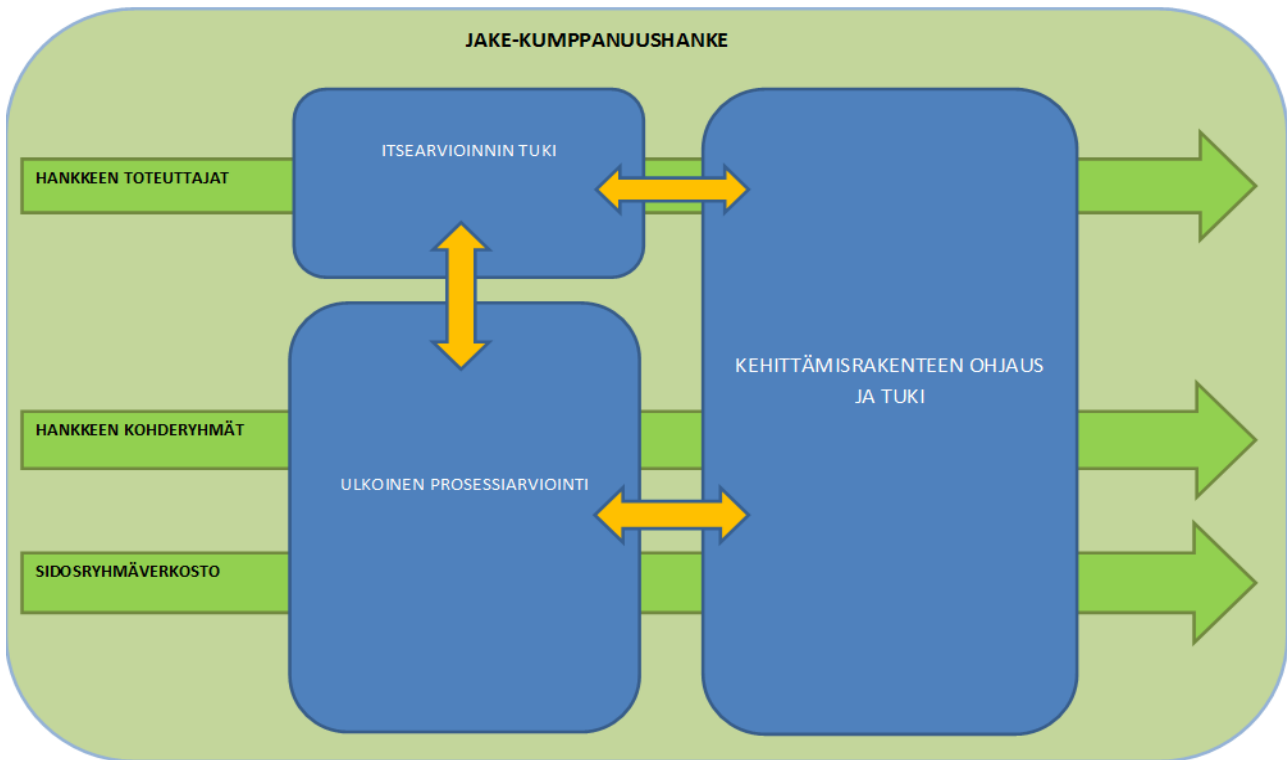 JAKE-KUMPPANUUSHANKE
ITSEARVIOINNIN TUKI
HANKKEEN TOTEUTTAJAT
KEHITTÄMISRAKENTEEN OHJAUS
JA TUKI
HANKKEEN KOHDERYHMÄT
ULKOINEN PROSESSIARVIOINTI
SIDOSRYHMÄVERKOSTO